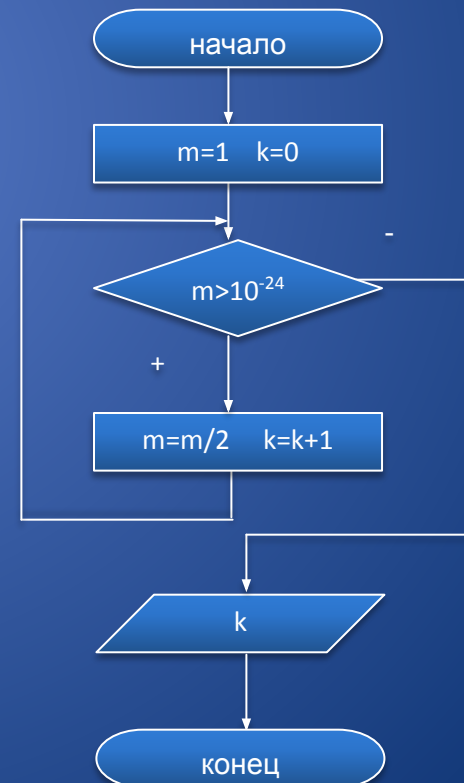 начало
m=1 k=0
-
m>10⁻²⁴
+
m=m/2 k=k+1
k
конец